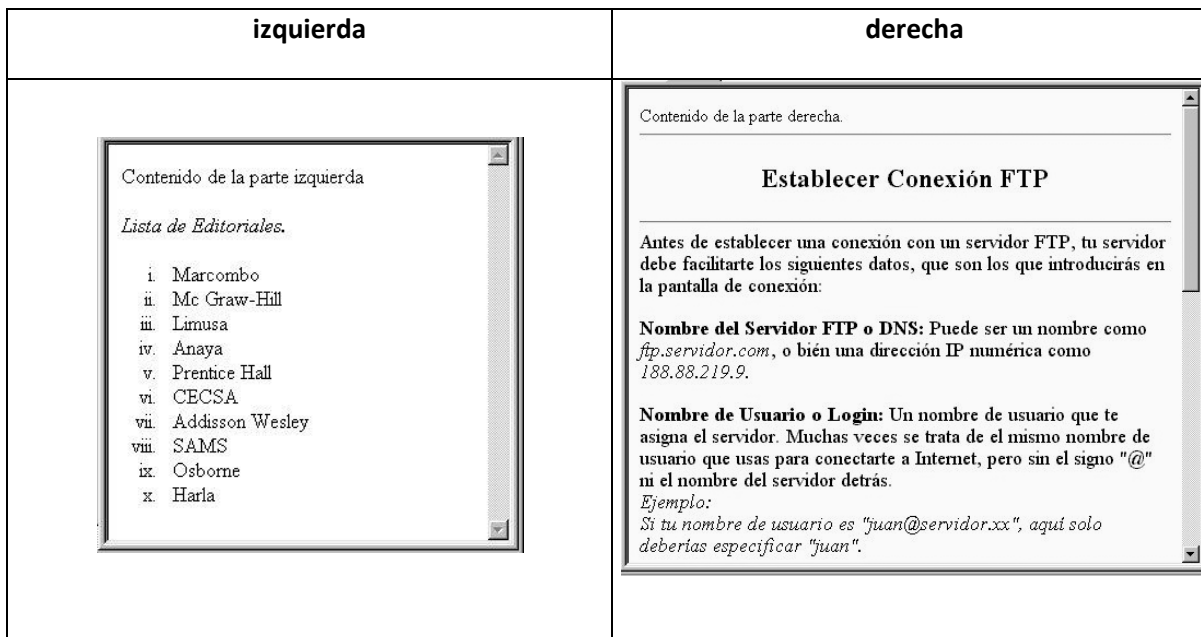 izquierda
derecha
Contenido de la parte izquierda
Lista de Editoriales.
i. Marcombo
ii. Mc Graw-Hill
iii. Limusa
iv. Anaya
v. Prentice Hall
vi. CECSA
vii. Addisson Wesley
viii. SAMS
ix. Osborne
x. Harla
Contenido de la parte derecha.
Establecer Conexión FTP
Antes de establecer una conexión con un servidor FTP, tu servidor
debe facilitarte los siguientes datos, que son los que introducirás en
la pantalla de conexión:
Nombre del Servidor FTP o DNS: Puede ser un nombre como
ftp.servidor.com, o bién una dirección IP numérica como
188.88.219.9.
Nombre de Usuario o Login: Un nombre de usuario que te
asigna el servidor. Muchas veces se trata de el mismo nombre de
usuario que usas para conectarte a Internet, pero sin el signo "@"
ni el nombre del servidor detrás.
Ejemplo:
Si tu nombre de usuario es "juan@servidor.xx", aquí solo
deberías especificar "juan".